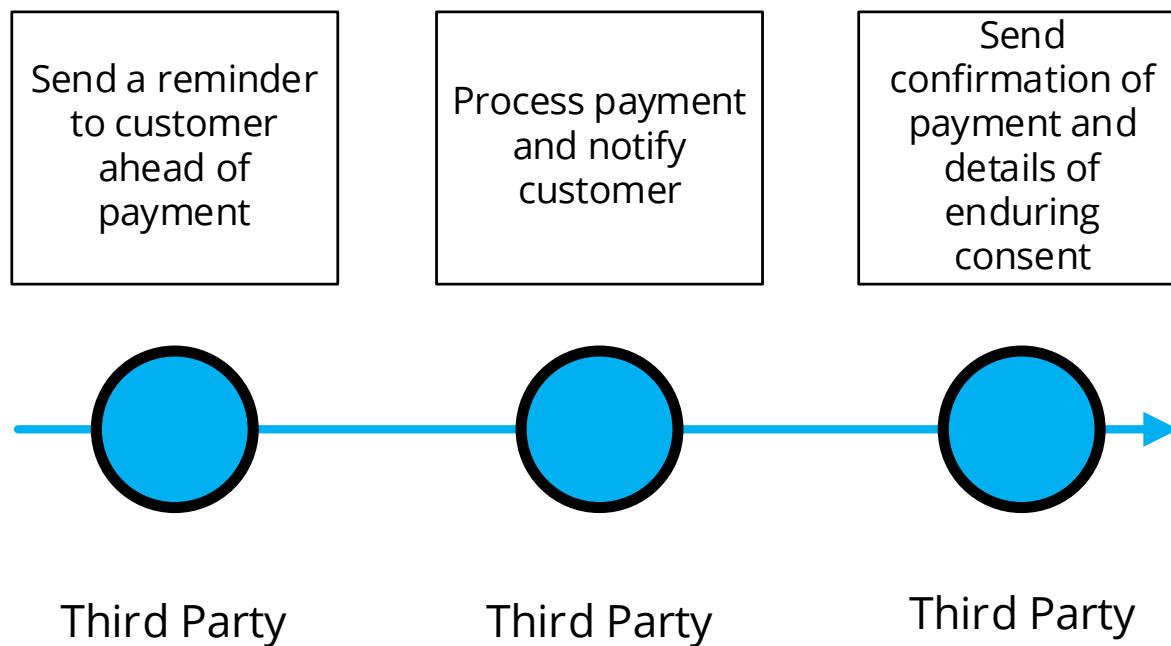 Send a reminder
to customer
ahead of
payment
Process payment
and notify
customer
Send
confirmation of
payment and
details of
enduring
consent
Third Party
Third Party
Third Party